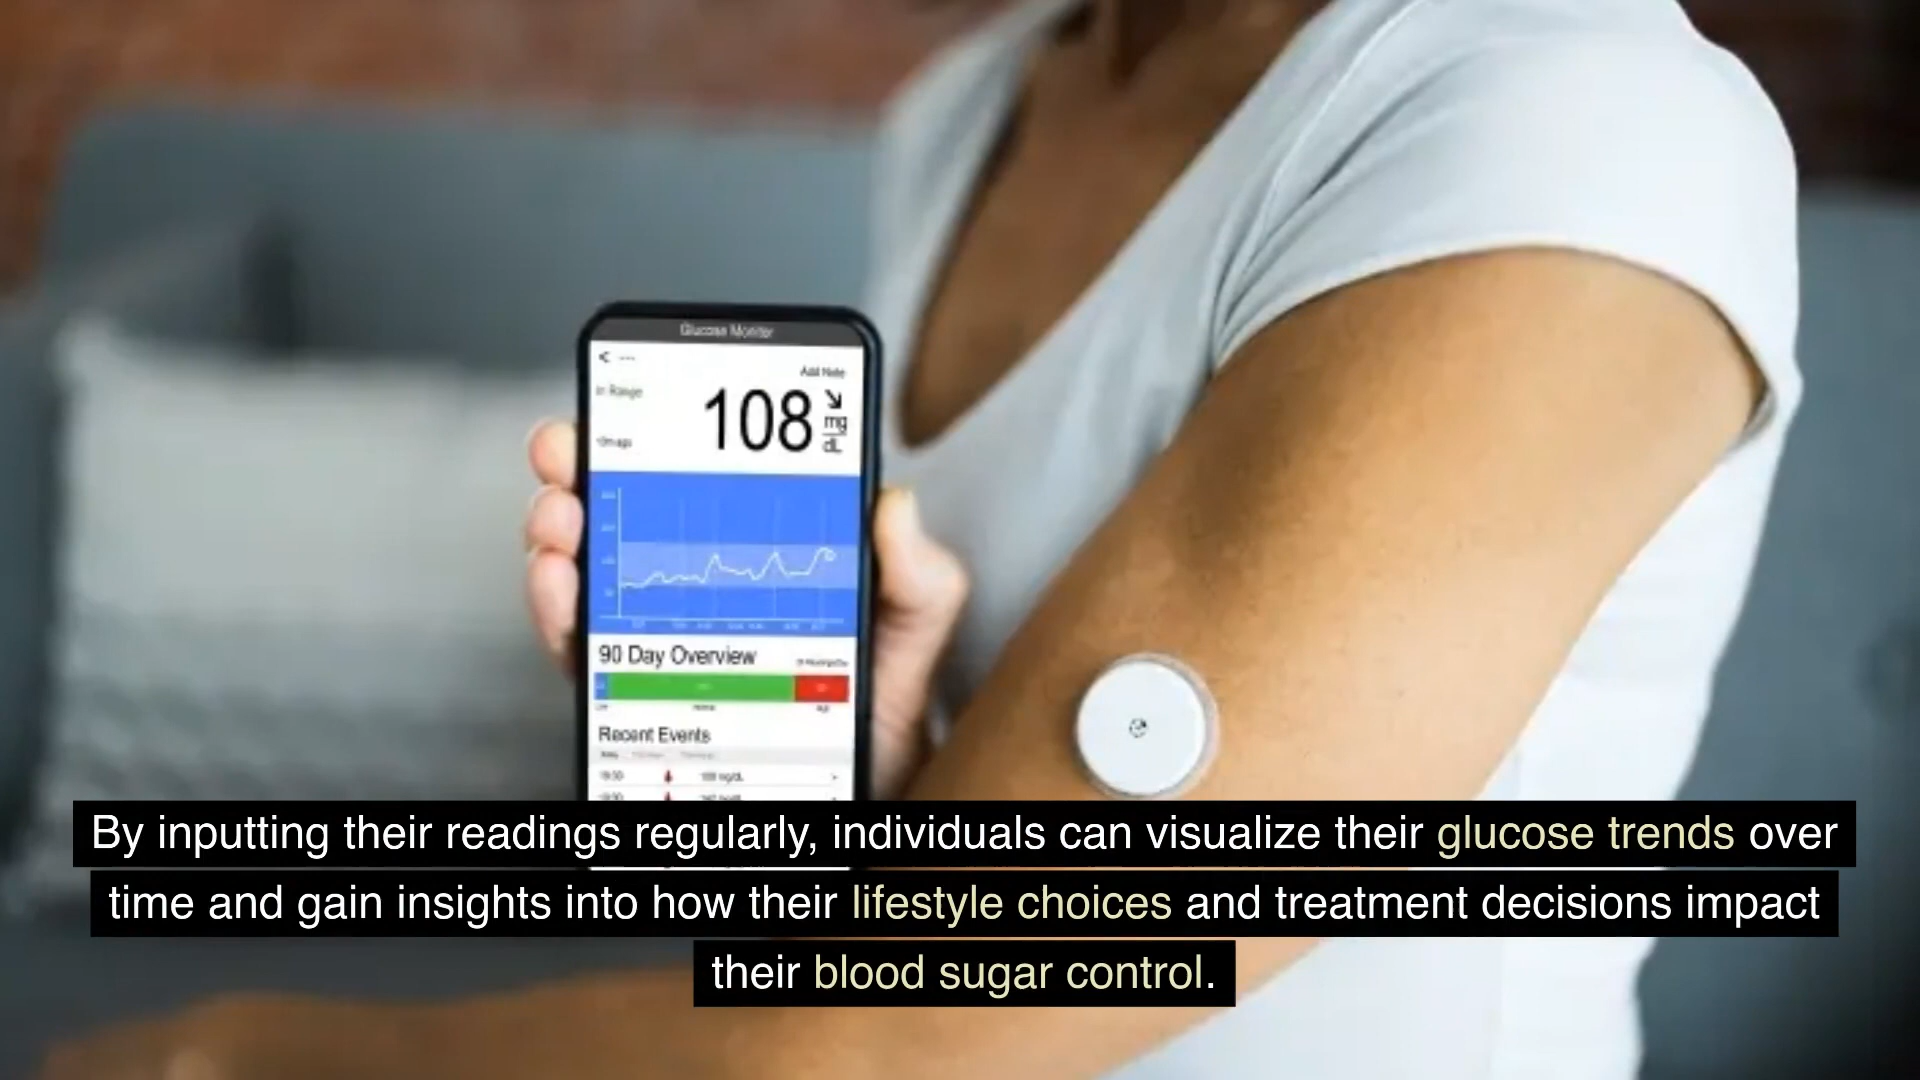 Glucose Monitor
Add Note
In Range
108
mg
dL
90 Day Overview
Recent Events
By inputting their readings regularly, individuals can visualize their glucose trends over
time and gain insights into how their lifestyle choices and treatment decisions impact
their blood sugar control.